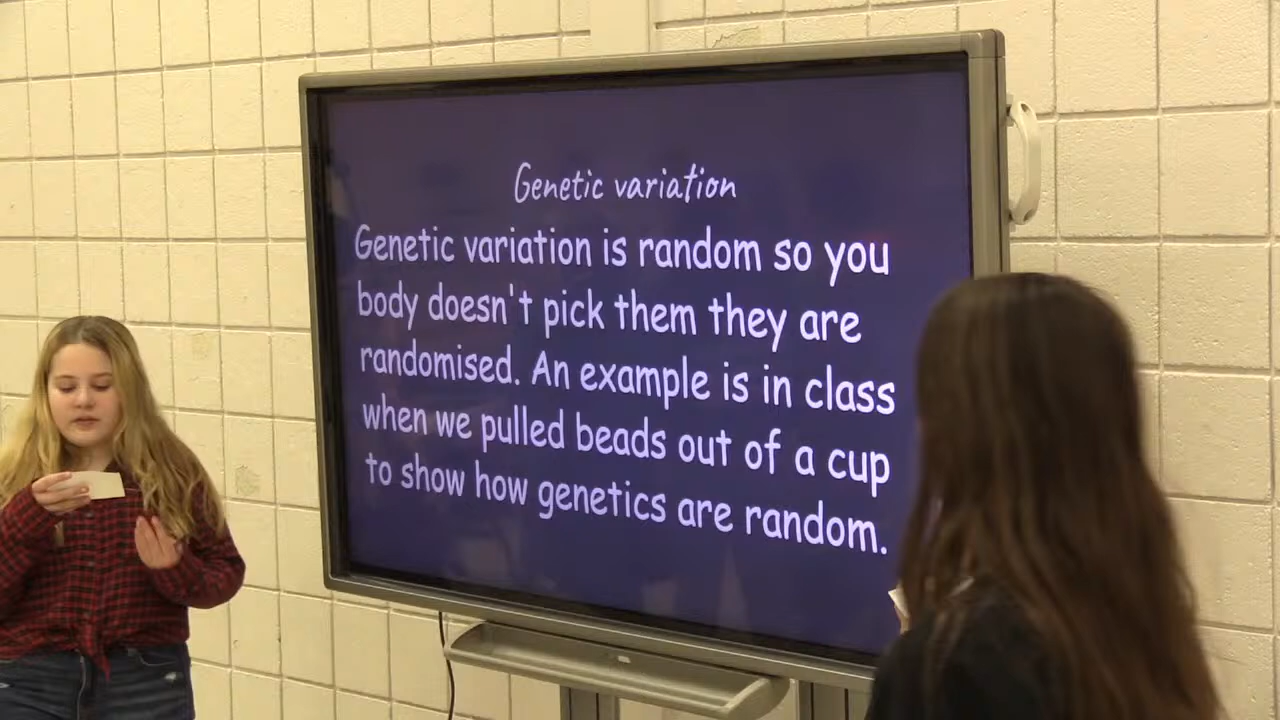 Genetic variation
Genetic variation is random so you
body doesn't pick them they are
randomised. An example is in class
when we pulled beads out of a cup
to show how genetics are random.